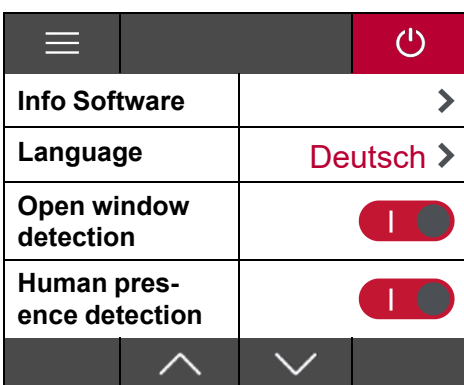 Info Software
Language Deutsch
Open window
detection
Human pres-
ence detection